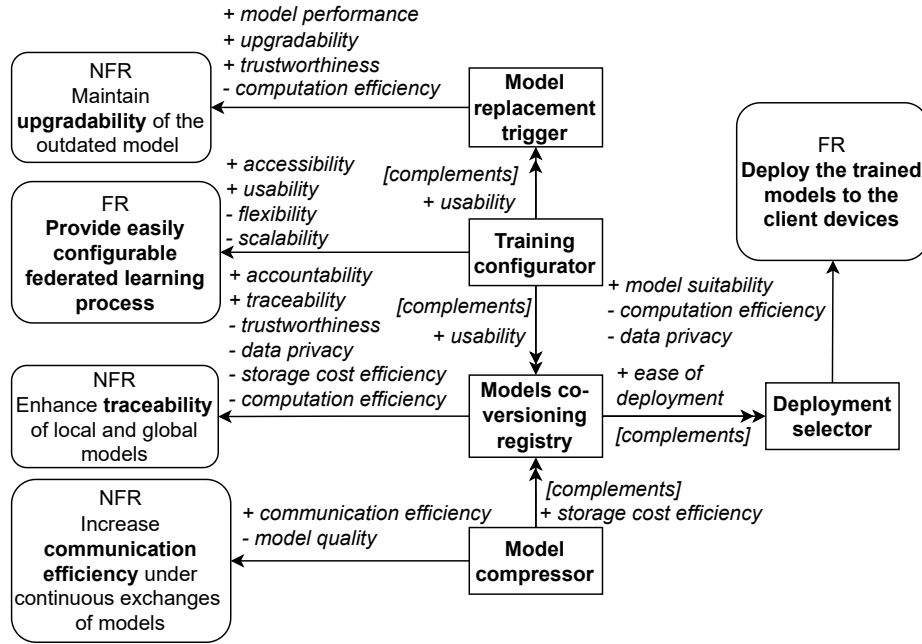 + model performance
+ upgradability
+ trustworthiness
- computation efficiency
NFR
Maintain
upgradability of the
outdated model
Model
replacement
trigger
FR
Deploy the trained
models to the
client devices
+ accessibility
+ usability
- flexibility
- scalability
[complements]
+ usability
FR
Provide easily
configurable
federated learning
process
Training
configurator
+ accountability
+ traceability
- trustworthiness
- data privacy
- storage cost efficiency
- computation efficiency
[complements]
+ usability
+ model suitability
- computation efficiency
- data privacy
NFR
Enhance traceability
of local and global
models
Models co-
versioning
registry
+ ease of
deployment
[complements]
Deployment
selector
NFR
Increase
communication
efficiency under
continuous exchanges
of models
+ communication efficiency
- model quality
[complements]
+ storage cost efficiency
Model
compressor